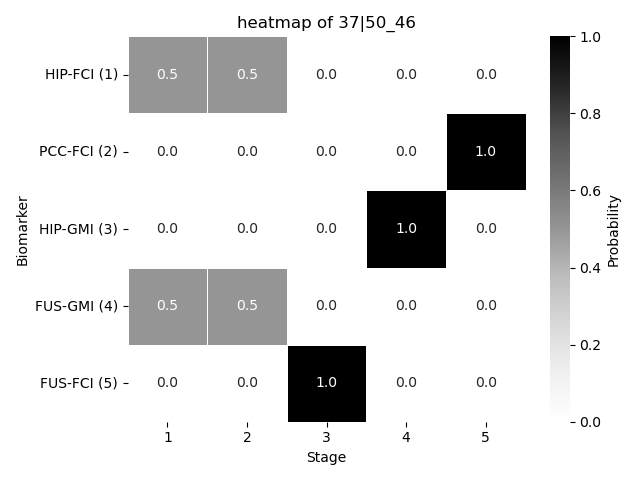 heatmap of 37|50_46
HIP-FCI (1) 0.5 0.5 0.0 0.0 0.0
PCC-FCI (2) 0.0 0.0 0.0 0.0 1.0
HIP-GMI (3) 0.0 0.0 0.0 1.0 0.0
FUS-GMI (4) 0.5 0.5 0.0 0.0 0.0
FUS-FCI (5) 0.0 0.0 1.0 0.0 0.0
1 2 3 4 5
Stage
Biomarker
1.0
0.8
0.6
0.4
0.2
0.0
Probability